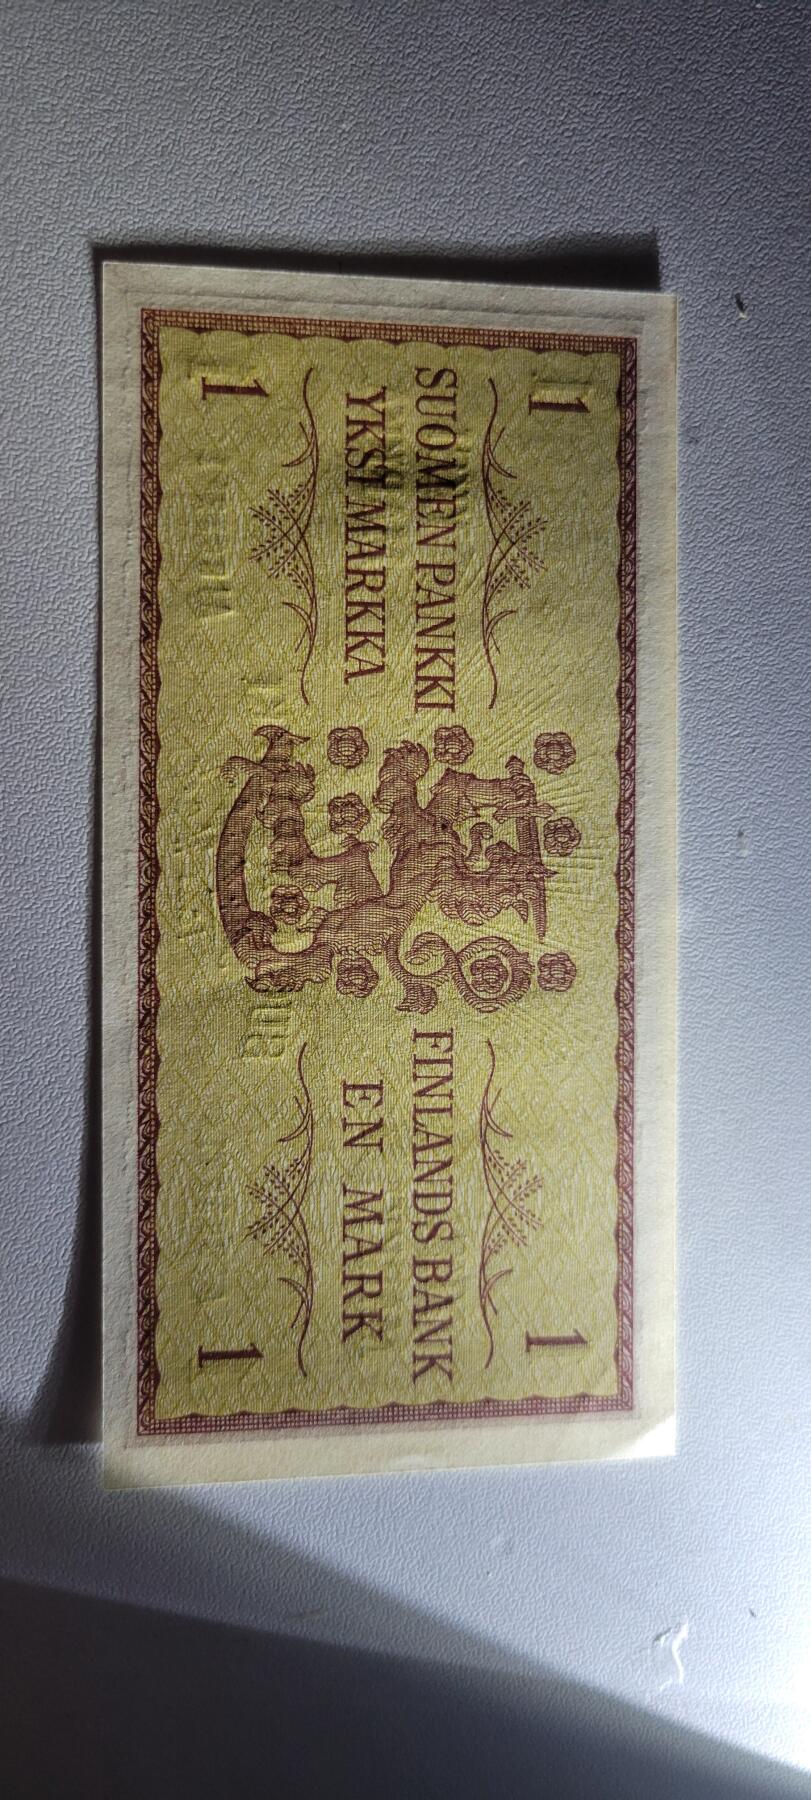 1 1
SUOMEN PANKKI
YKSI MARKKA
FINLANDS BANK
EN MARK
1 1